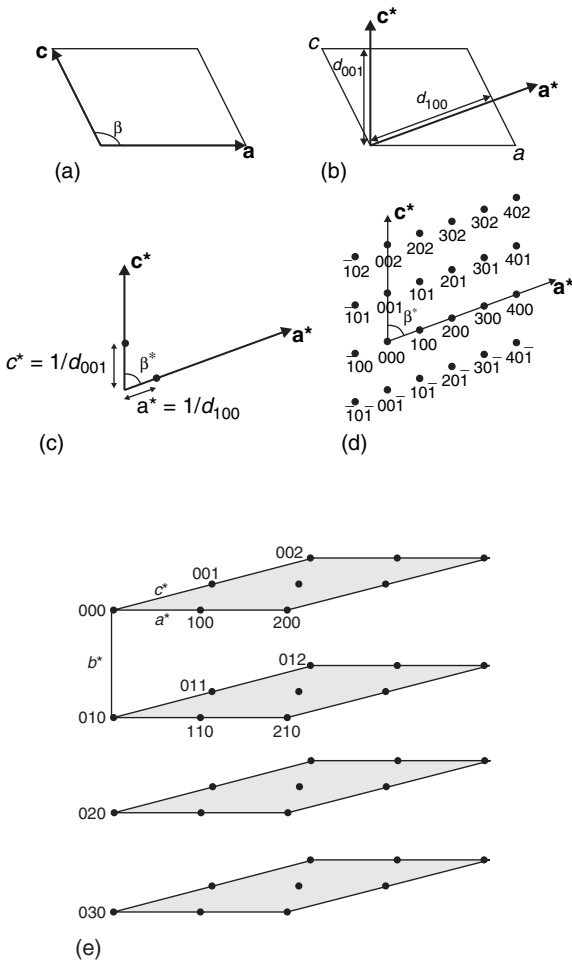 c
β
a
(a)
c*
c
d001
d100
a*
a
(b)
c*
a*
β*
c* = 1/d001
a* = 1/d100
(c)
c*
1̄02 002 202 302 302 402
1̄01 001 101 201 301 401
a*
β*
1̄00 000 100 200 300 400
1̄01̄ 001̄ 101̄ 201̄ 301̄ 401̄
(d)
002
001
c*
000
a*
100 200
b*
012
011
010
110 210
020
030
(e)